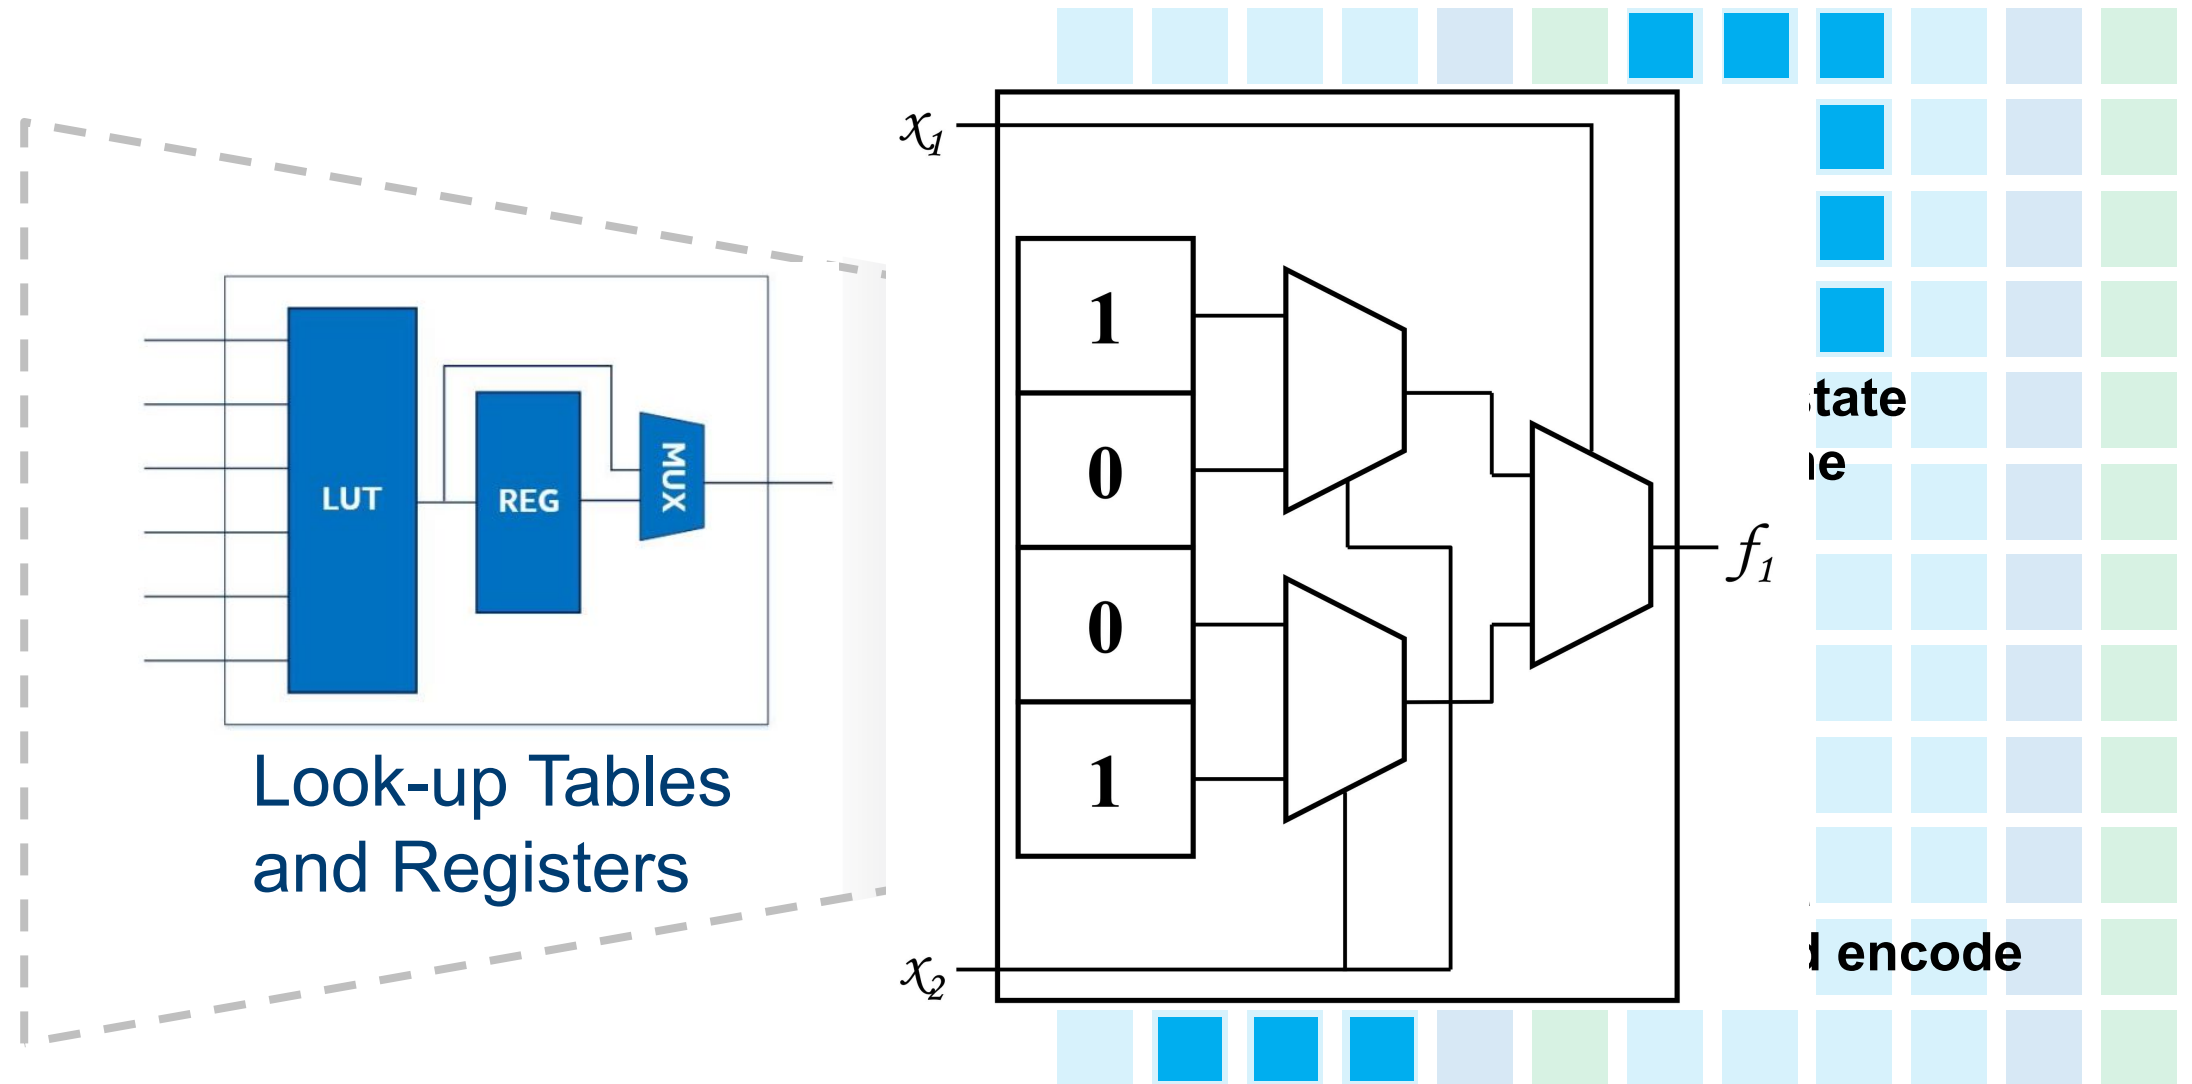 LUT
REG
MUX
Look-up Tables
and Registers
x1
1
0
0
1
x2
f1
tate
encode